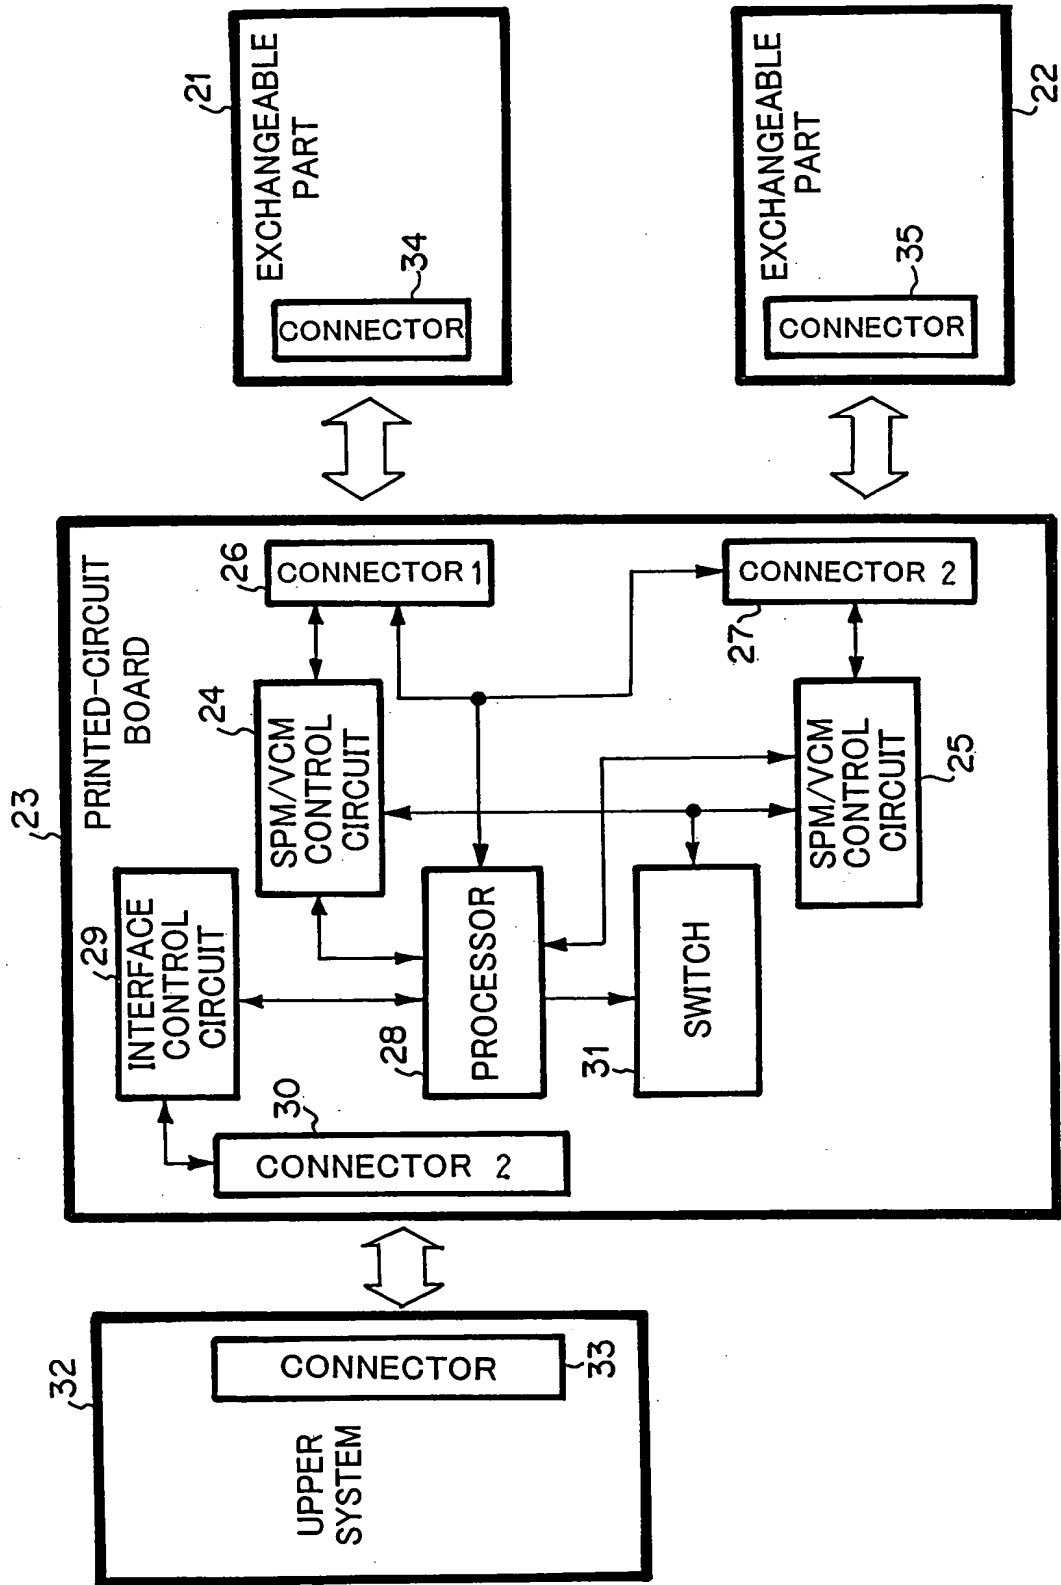 32
UPPER
SYSTEM
CONNECTOR
33
23
PRINTED-CIRCUIT
BOARD
29
INTERFACE
CONTROL
CIRCUIT
30
CONNECTOR 2
24
SPM/VCM
CONTROL
CIRCUIT
26
CONNECTOR 1
28
PROCESSOR
31
SWITCH
27
CONNECTOR 2
SPM/VCM
CONTROL
CIRCUIT
25
21
EXCHANGEABLE
PART
34
CONNECTOR
EXCHANGEABLE
PART
35
CONNECTOR
22